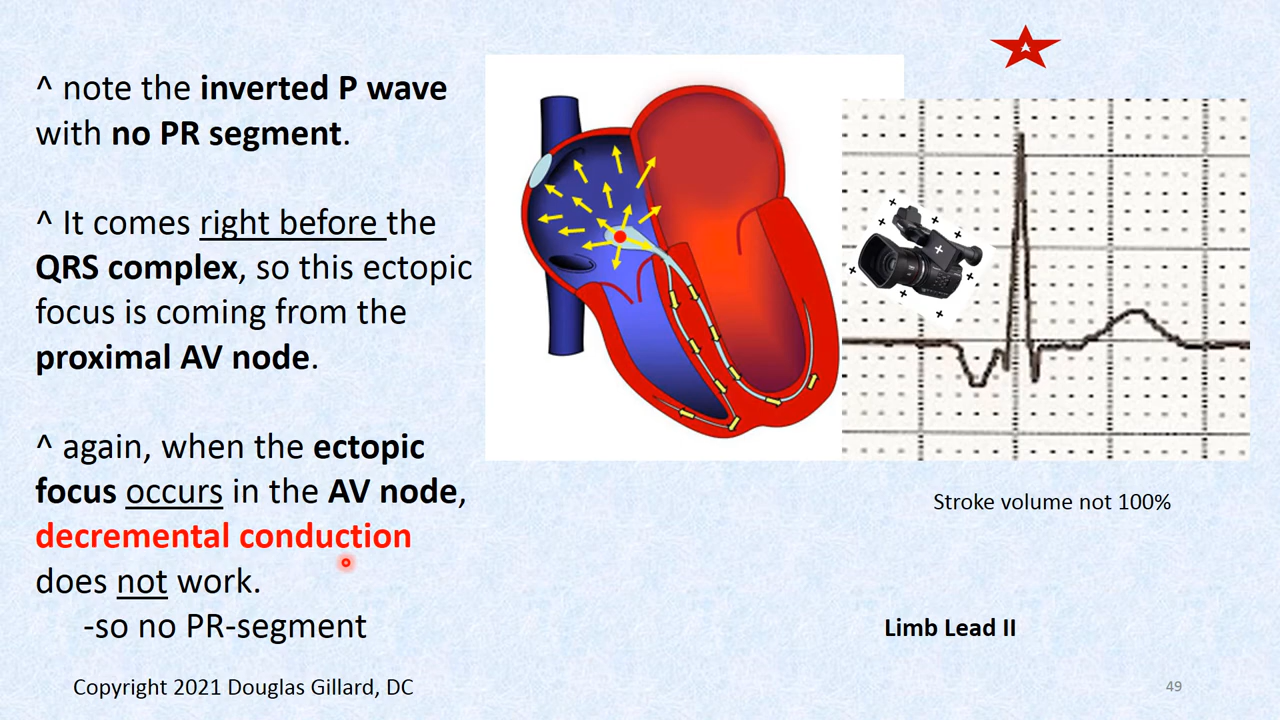 ^ note the inverted P wave
with no PR segment.
^ It comes right before the
QRS complex, so this ectopic
focus is coming from the
proximal AV node.
^ again, when the ectopic
focus occurs in the AV node,
decremental conduction
does not work.
-so no PR-segment
Stroke volume not 100%
Limb Lead II
Copyright 2021 Douglas Gillard, DC
49